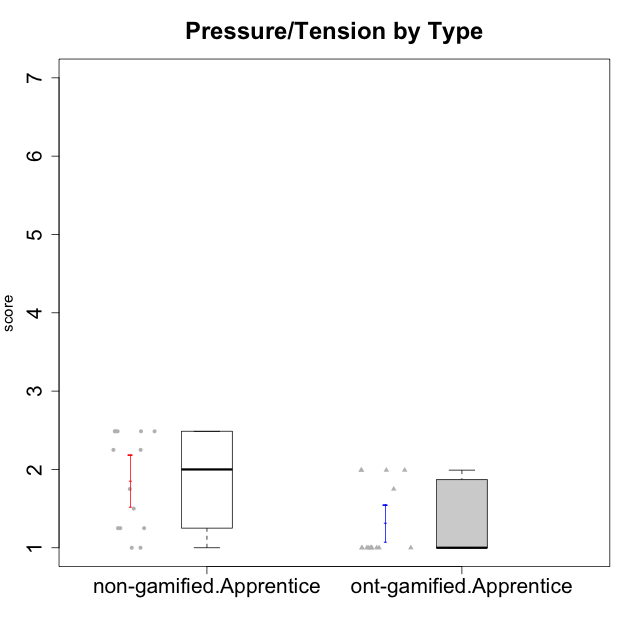 Pressure/Tension by Type
7
6
5
4
3
2
1
score
non-gamified.Apprentice
ont-gamified.Apprentice